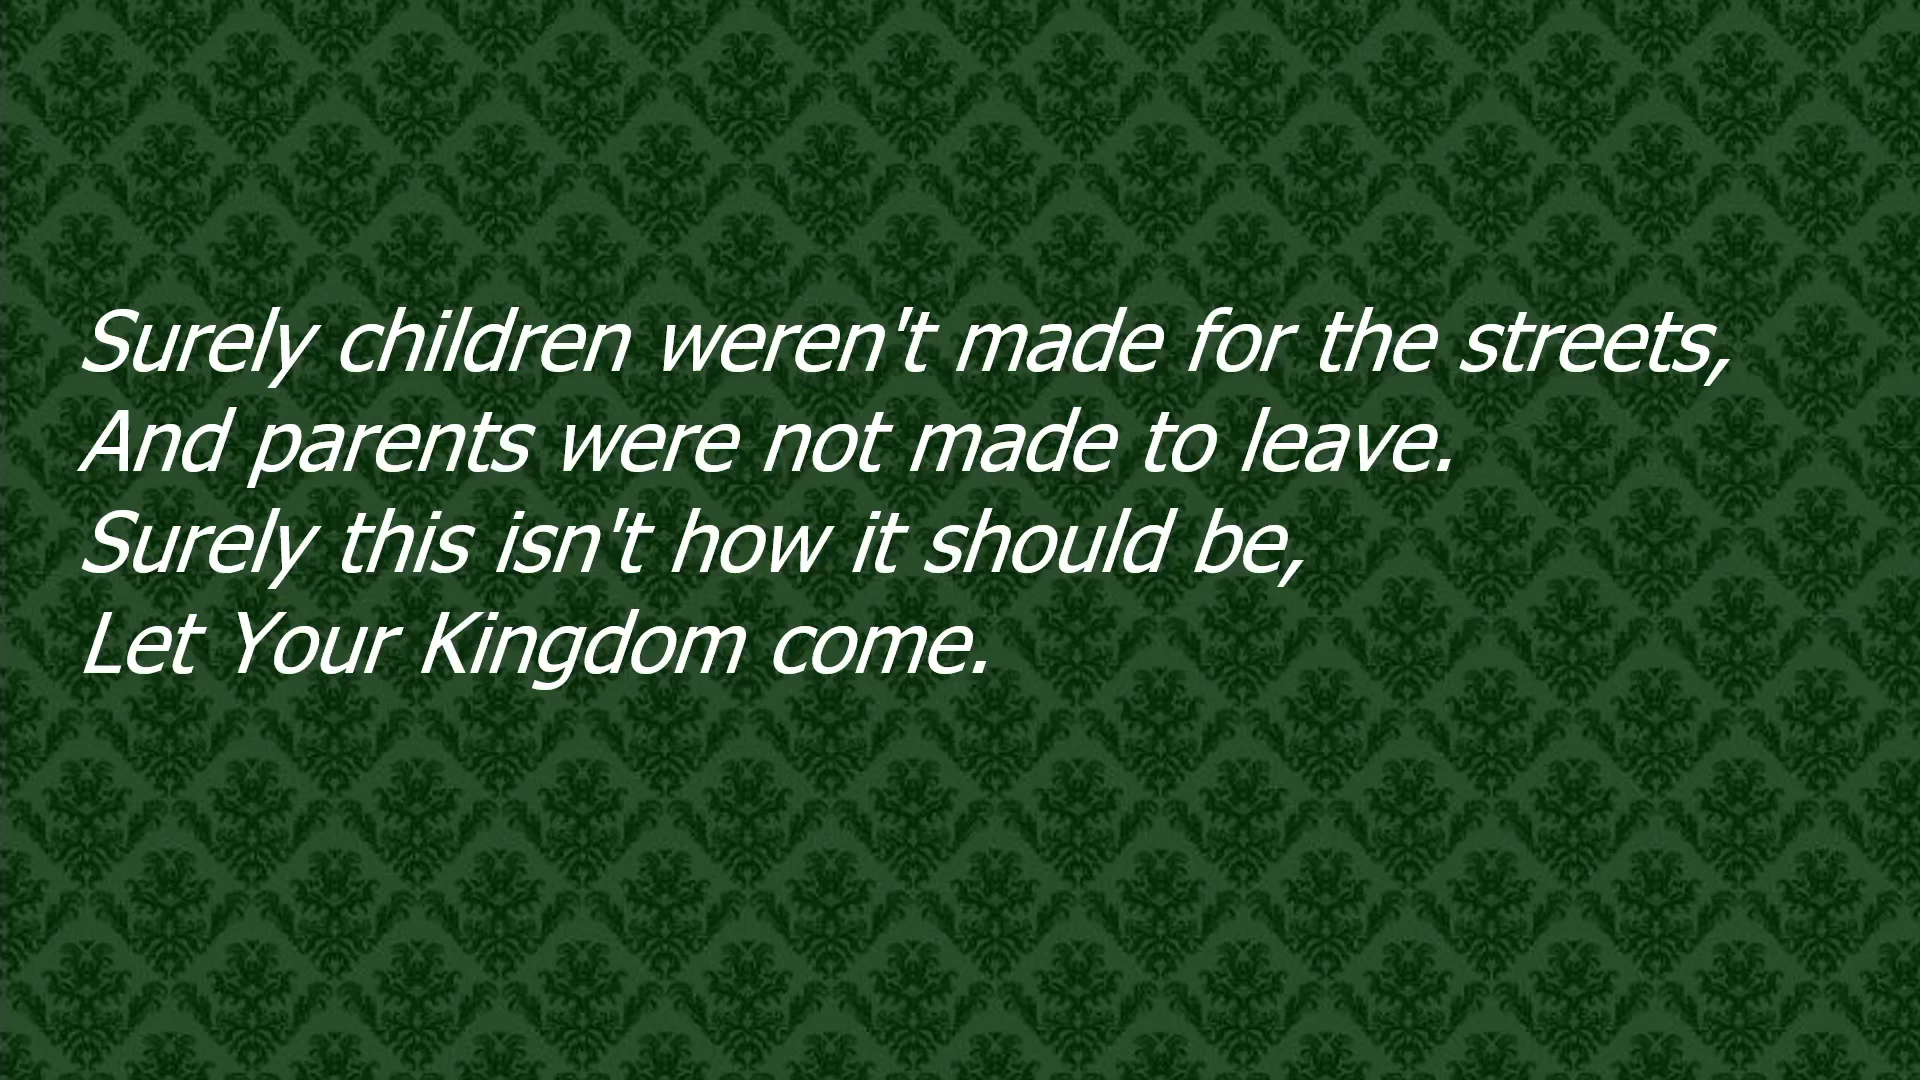 Surely children weren't made for the streets,
And parents were not made to leave.
Surely this isn't how it should be,
Let Your Kingdom come.